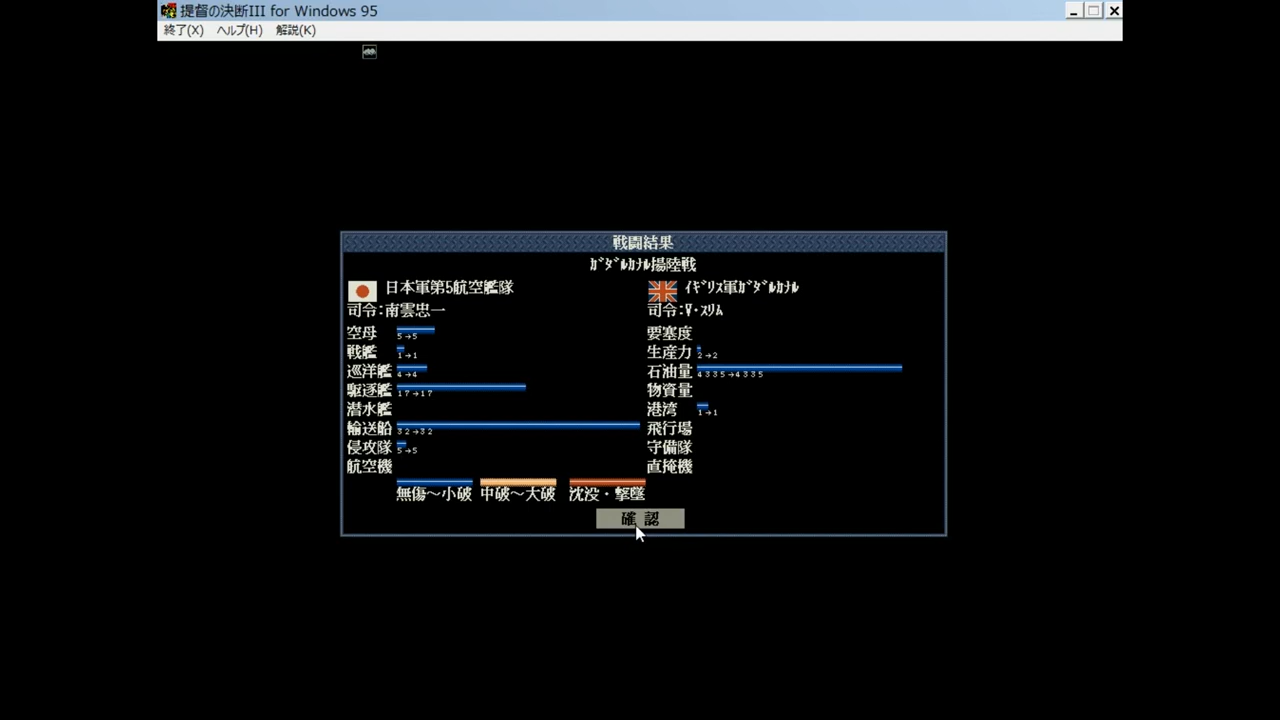 提督の決断III for Windows 95
終了(X) ヘルプ(H) 解説(K)
戦闘結果
ｶﾞﾀﾞﾙｶﾅﾙ揚陸戦
日本軍第5航空艦隊 ｲｷﾞﾘｽ軍ｶﾞﾀﾞﾙｶﾅﾙ
司令:南雲忠一 司令:W･ｽﾘﾑ
空母 5→5 要塞度
戦艦 1→1 生産力 2→2
巡洋艦 4→4 石油量 4335→4335
駆逐艦 17→17 物資量
潜水艦 港湾 1→1
輸送船 32→32 飛行場
侵攻隊 5→5 守備隊
航空機 直掩機
無傷～小破 中破～大破 沈没・撃墜
確認